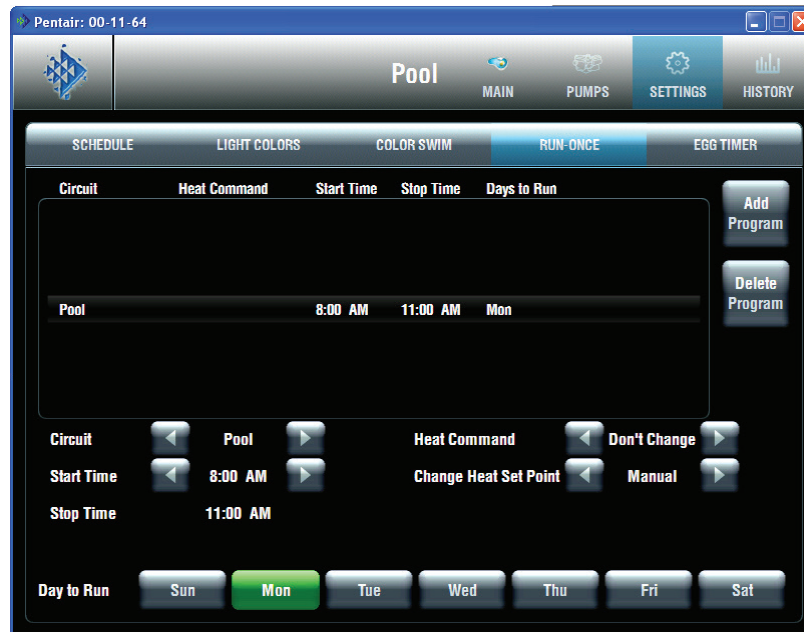 Pentair: 00-11-64
Pool
MAIN
PUMPS
SETTINGS
HISTORY
SCHEDULE
LIGHT COLORS
COLOR SWIM
RUN-ONCE
EGG TIMER
Circuit Heat Command Start Time Stop Time Days to Run
Add
Program
Delete
Program
Pool 8:00 AM 11:00 AM Mon
Circuit Pool Heat Command Don't Change
Start Time 8:00 AM Change Heat Set Point Manual
Stop Time 11:00 AM
Day to Run Sun Mon Tue Wed Thu Fri Sat